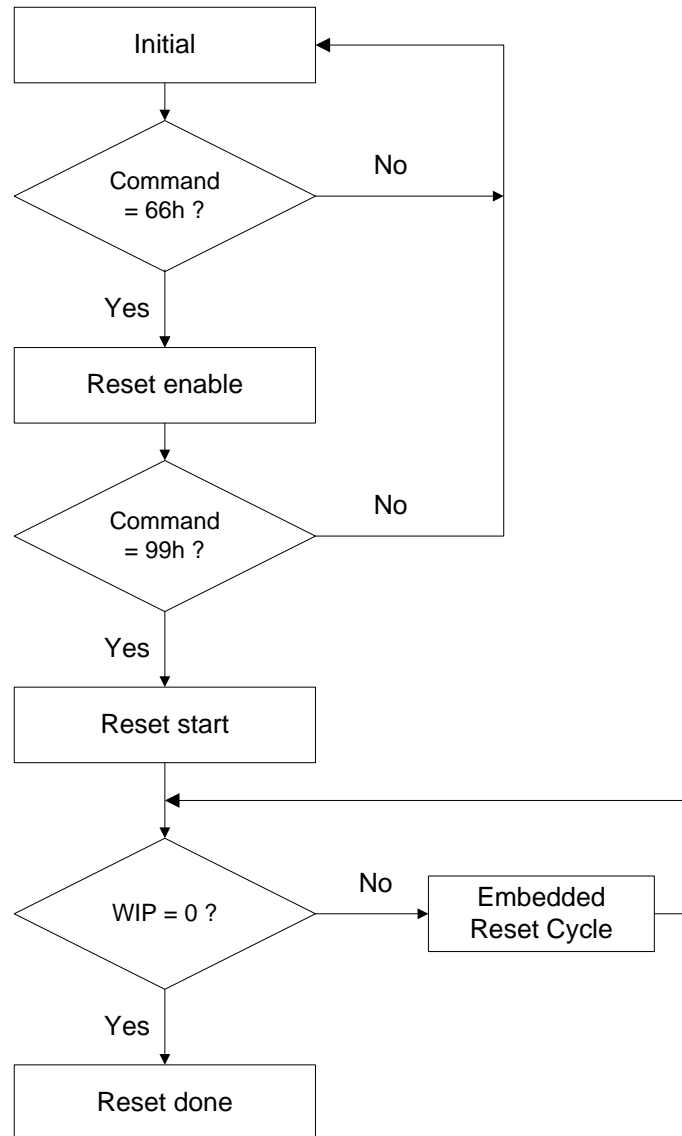 Initial
Command
= 66h ?
No
Yes
Reset enable
Command
= 99h ?
No
Yes
Reset start
WIP = 0 ?
No
Embedded
Reset Cycle
Yes
Reset done